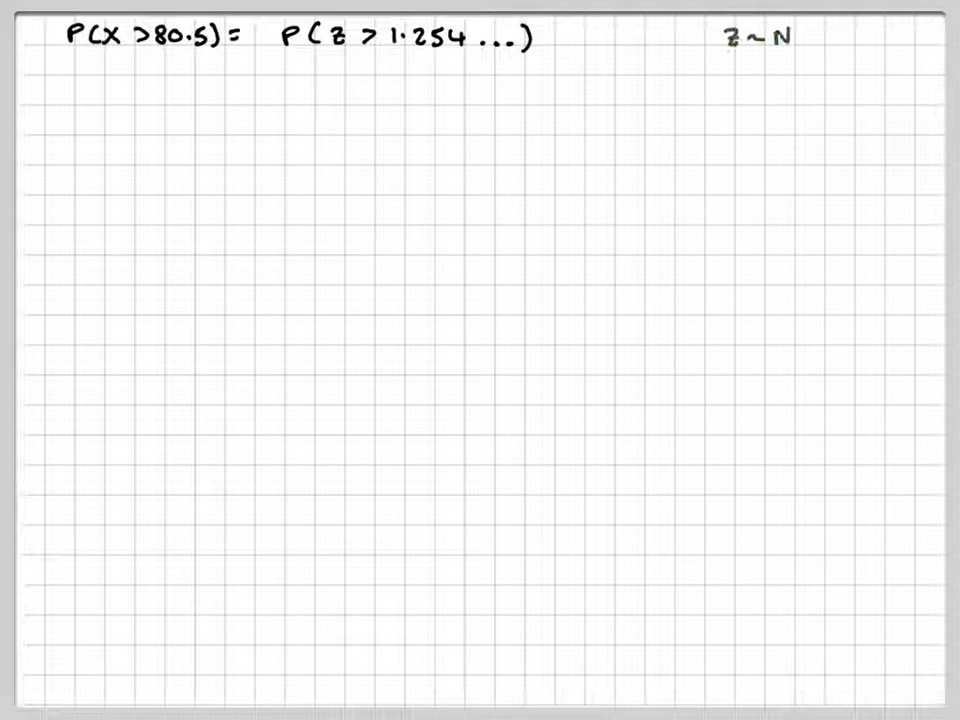 P(X > 80.5) = P(Z > 1.254 ...) Z ~ N